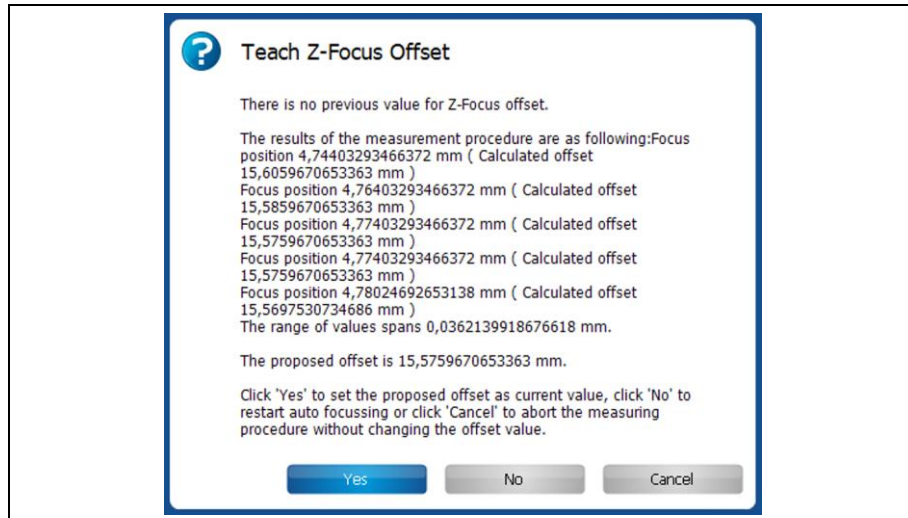 Teach Z-Focus Offset
There is no previous value for Z-Focus offset.
The results of the measurement procedure are as following:Focus
position 4,74403293466372 mm ( Calculated offset
15,6059670653363 mm )
Focus position 4,76403293466372 mm ( Calculated offset
15,5859670653363 mm )
Focus position 4,77403293466372 mm ( Calculated offset
15,5759670653363 mm )
Focus position 4,77403293466372 mm ( Calculated offset
15,5759670653363 mm )
Focus position 4,78024692653138 mm ( Calculated offset
15,5697530734686 mm )
The range of values spans 0,0362139918676618 mm.
The proposed offset is 15,5759670653363 mm.
Click 'Yes' to set the proposed offset as current value, click 'No' to
restart auto focussing or click 'Cancel' to abort the measuring
procedure without changing the offset value.
Yes No Cancel